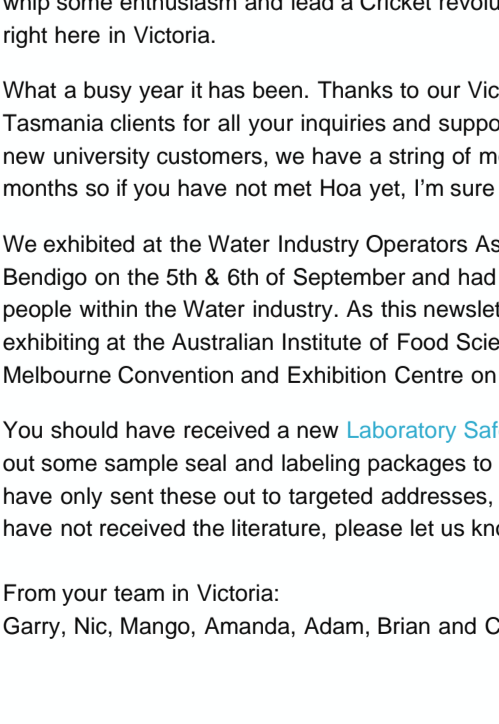 whip some enthusiasm and lead a Cricket revolu
right here in Victoria.
What a busy year it has been. Thanks to our Vic
Tasmania clients for all your inquiries and suppo
new university customers, we have a string of m
months so if you have not met Hoa yet, I'm sure
We exhibited at the Water Industry Operators As
Bendigo on the 5th & 6th of September and had
people within the Water industry. As this newslet
exhibiting at the Australian Institute of Food Scie
Melbourne Convention and Exhibition Centre on
You should have received a new Laboratory Saf
out some sample seal and labeling packages to
have only sent these out to targeted addresses,
have not received the literature, please let us kno
From your team in Victoria:
Garry, Nic, Mango, Amanda, Adam, Brian and C